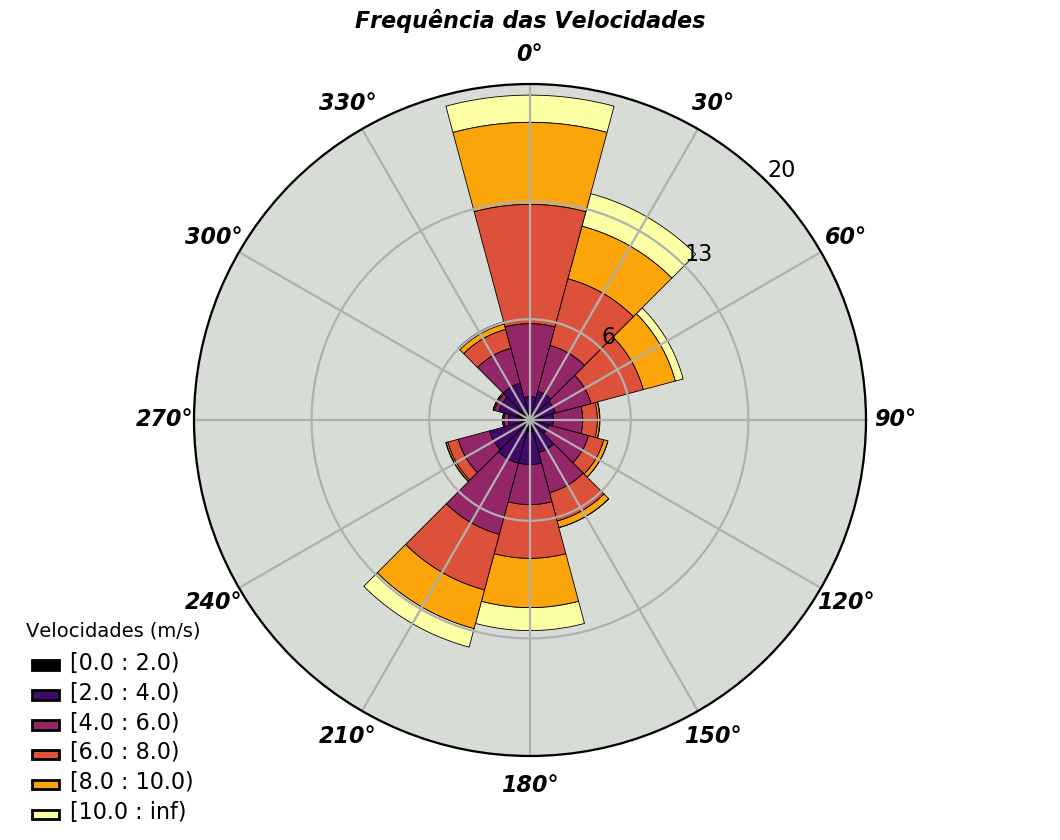 Frequência das Velocidades
0°
330°
30°
20
300°
60°
13
6
270°
90°
240°
120°
210°
150°
180°
Velocidades (m/s)
[0.0 : 2.0)
[2.0 : 4.0)
[4.0 : 6.0)
[6.0 : 8.0)
[8.0 : 10.0)
[10.0 : inf)